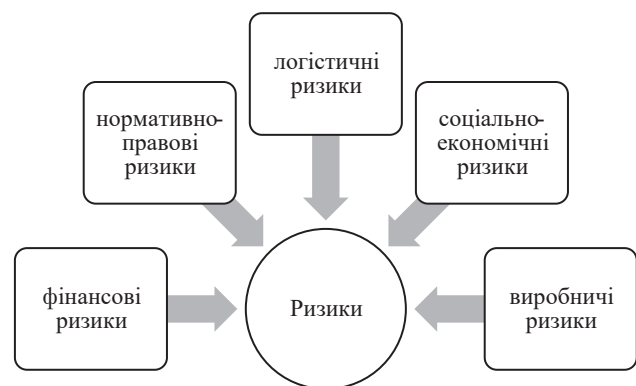 логістичні
ризики
нормативно-
правові
ризики
соціально-
економічні
ризики
фінансові
ризики
Ризики
виробничі
ризики